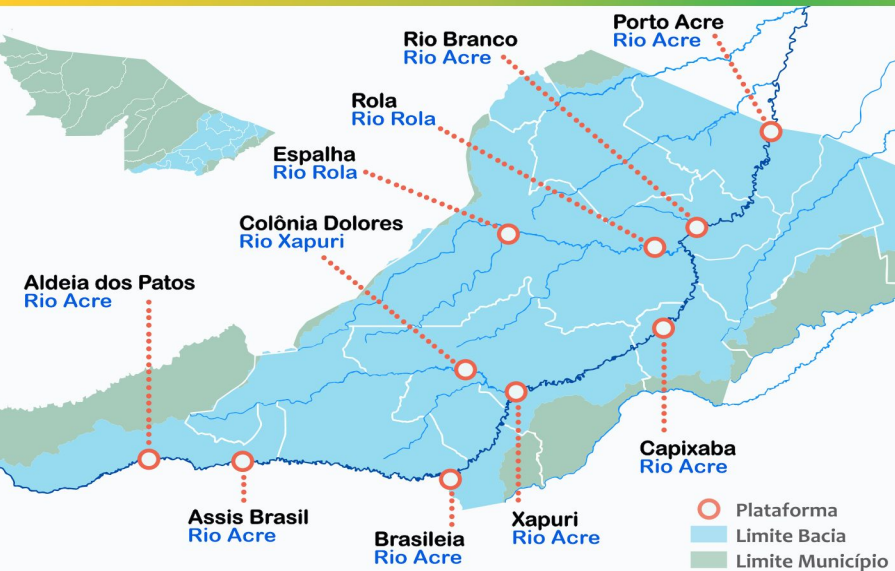 Porto Acre
Rio Acre
Rio Branco
Rio Acre
Rola
Rio Rola
Espalha
Rio Rola
Colônia Dolores
Rio Xapuri
Aldeia dos Patos
Rio Acre
Capixaba
Rio Acre
Assis Brasil
Rio Acre
Brasileia
Rio Acre
Xapuri
Rio Acre
Plataforma
Limite Bacia
Limite Município